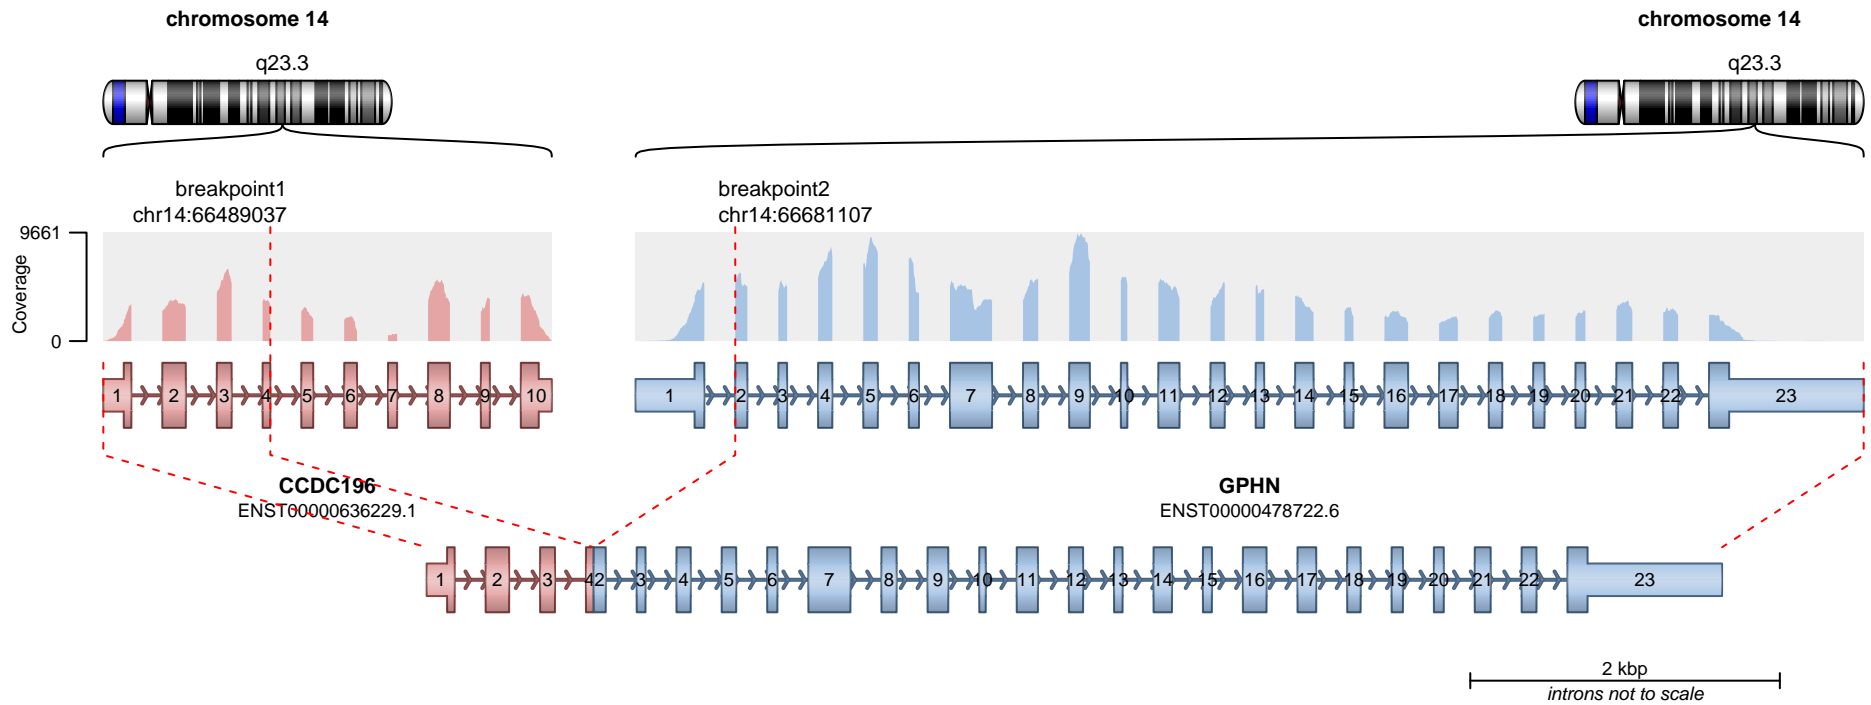 chromosome 14
chromosome 14
q23.3
q23.3
breakpoint1
chr14:66489037
breakpoint2
chr14:66681107
Coverage
9661
0
1 2 3 4 5 6 7 8 9 10
1 2 3 4 5 6 7 8 9 10 11 12 13 14 15 16 17 18 19 20 21 22 23
CCDC196
ENST00000636229.1
GPHN
ENST00000478722.6
1 2 3 4 2 3 4 5 6 7 8 9 10 11 12 13 14 15 16 17 18 19 20 21 22 23
2 kbp
introns not to scale